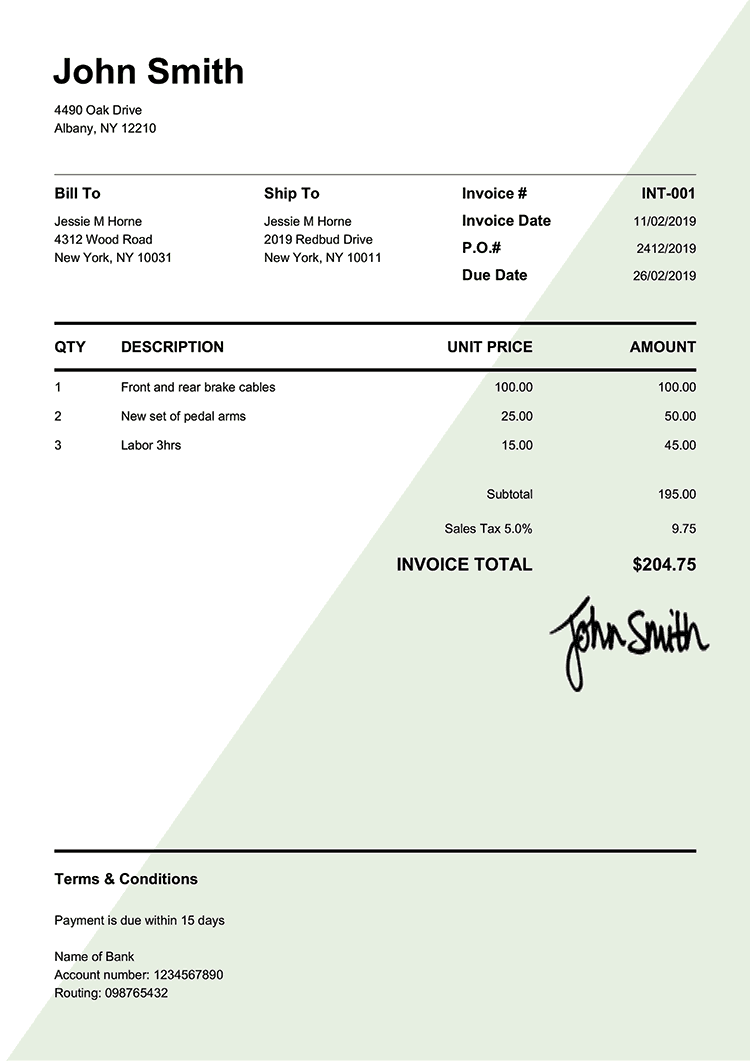 John Smith
4490 Oak Drive
Albany, NY 12210
Bill To
Jessie M Horne
4312 Wood Road
New York, NY 10031
Ship To
Jessie M Horne
2019 Redbud Drive
New York, NY 10011
Invoice # INT-001
Invoice Date 11/02/2019
P.O.# 2412/2019
Due Date 26/02/2019
QTY DESCRIPTION UNIT PRICE AMOUNT
1 Front and rear brake cables 100.00 100.00
2 New set of pedal arms 25.00 50.00
3 Labor 3hrs 15.00 45.00
Subtotal 195.00
Sales Tax 5.0% 9.75
INVOICE TOTAL $204.75
John Smith
Terms & Conditions
Payment is due within 15 days
Name of Bank
Account number: 1234567890
Routing: 098765432